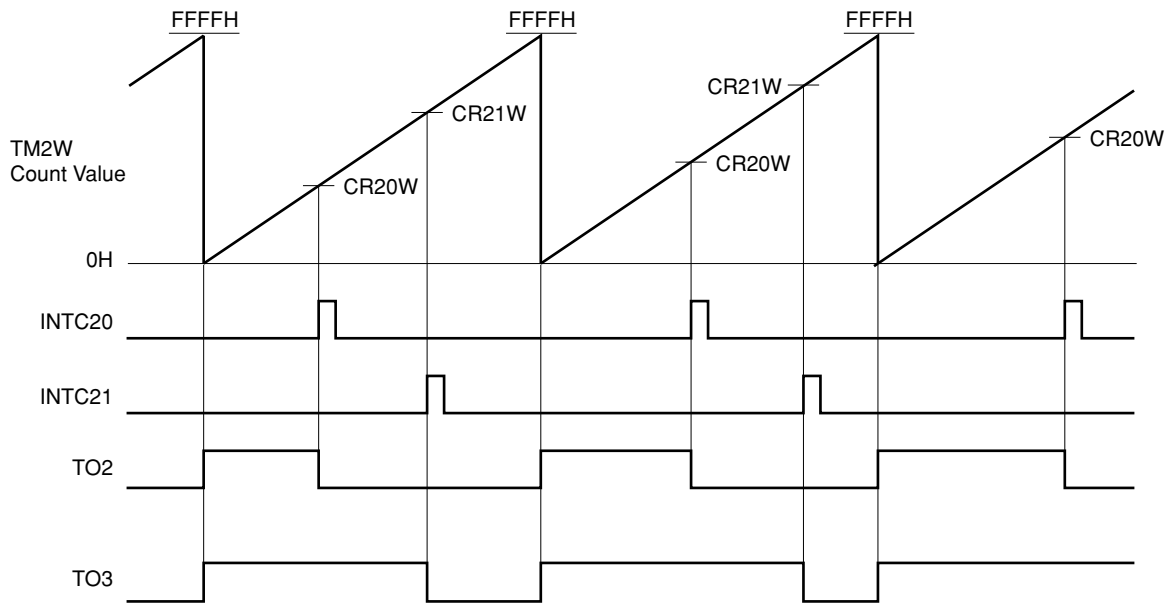 FFFFH FFFFH FFFFH
CR21W
CR21W
CR20W
TM2W
Count Value
CR20W
CR20W
0H
INTC20
INTC21
TO2
TO3